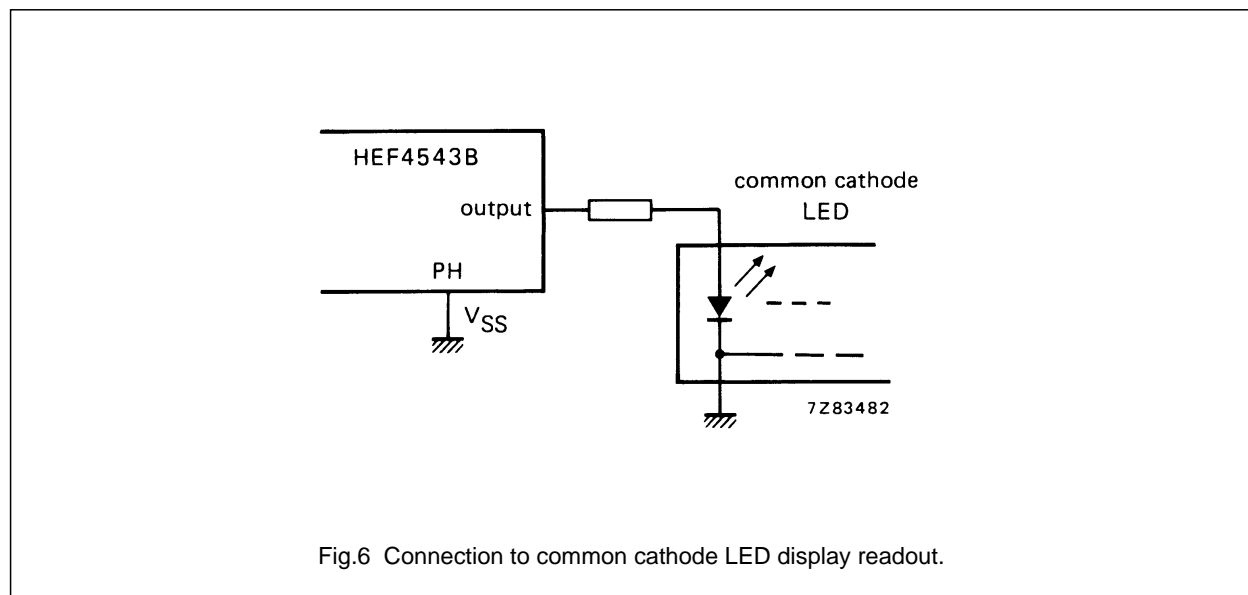 HEF4543B
output
PH
VSS
common cathode
LED
7Z83482
Fig.6 Connection to common cathode LED display readout.